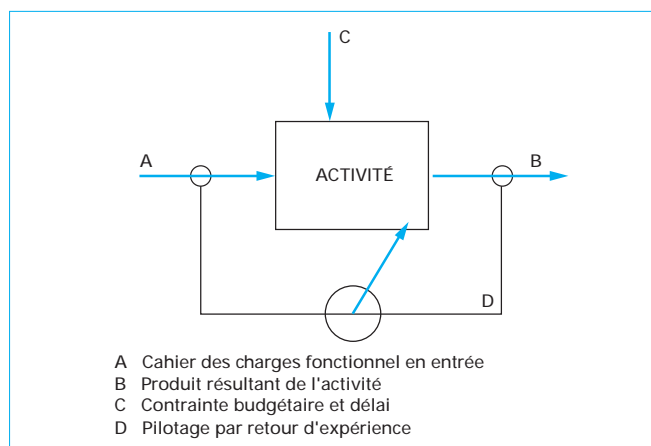 C
A
B
ACTIVITÉ
D
A Cahier des charges fonctionnel en entrée
B Produit résultant de l'activité
C Contrainte budgétaire et délai
D Pilotage par retour d'expérience